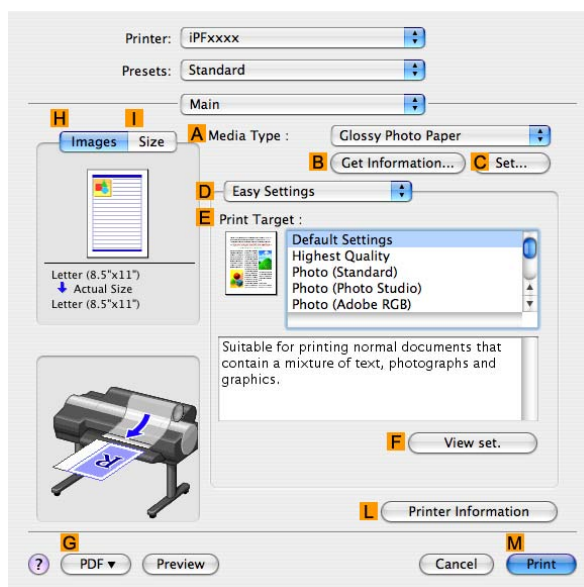 Printer: iPFxxxx
Presets: Standard
Main
H I
Images Size
A Media Type : Glossy Photo Paper
B Get Information... C Set...
D Easy Settings
E Print Target :
Default Settings
Highest Quality
Photo (Standard)
Photo (Photo Studio)
Photo (Adobe RGB)
Letter (8.5"x11")
Actual Size
Letter (8.5"x11")
Suitable for printing normal documents that
contain a mixture of text, photographs and
graphics.
F View set.
L Printer Information
G M
? PDF ▼ Preview Cancel Print